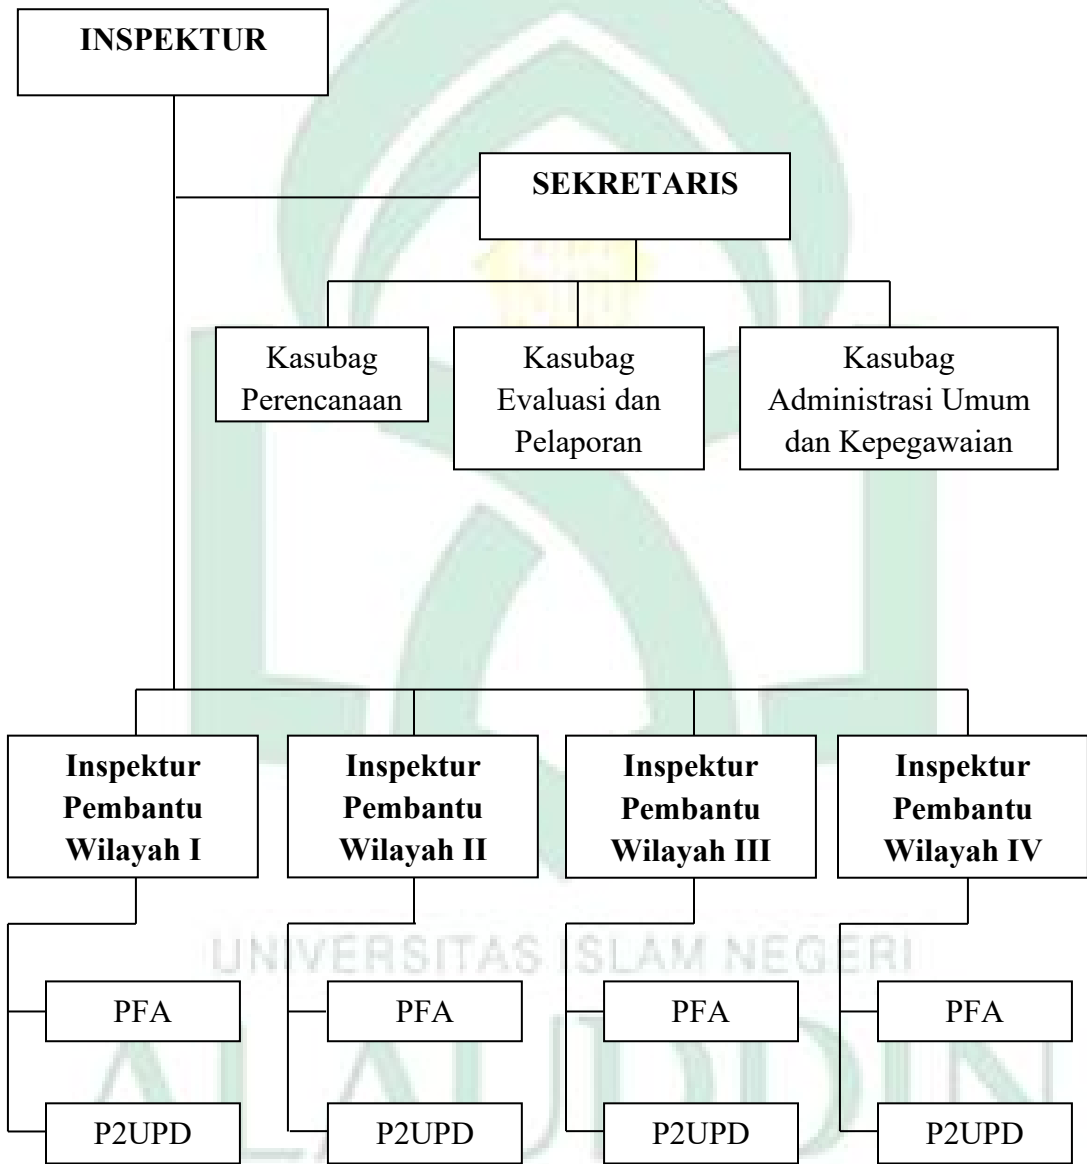 INSPEKTUR
SEKRETARIS
Kasubag
Perencanaan
Kasubag
Evaluasi dan
Pelaporan
Kasubag
Administrasi Umum
dan Kepegawaian
Inspektur
Pembantu
Wilayah I
Inspektur
Pembantu
Wilayah II
Inspektur
Pembantu
Wilayah III
Inspektur
Pembantu
Wilayah IV
UNIVERSITAS ISLAM NEGERI
PFA
PFA
PFA
PFA
ALAUDDIN
P2UPD
P2UPD
P2UPD
P2UPD